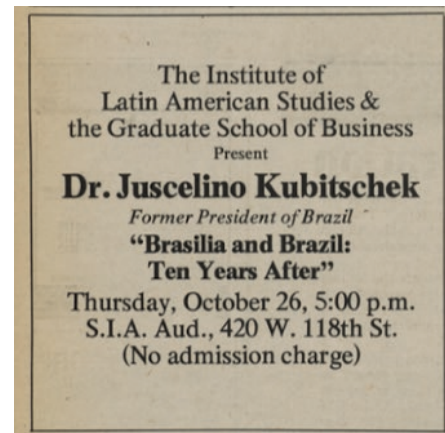 The Institute of
Latin American Studies &
the Graduate School of Business
Present
Dr. Juscelino Kubitschek
Former President of Brazil
“Brasilia and Brazil:
Ten Years After”
Thursday, October 26, 5:00 p.m.
S.I.A. Aud., 420 W. 118th St.
(No admission charge)